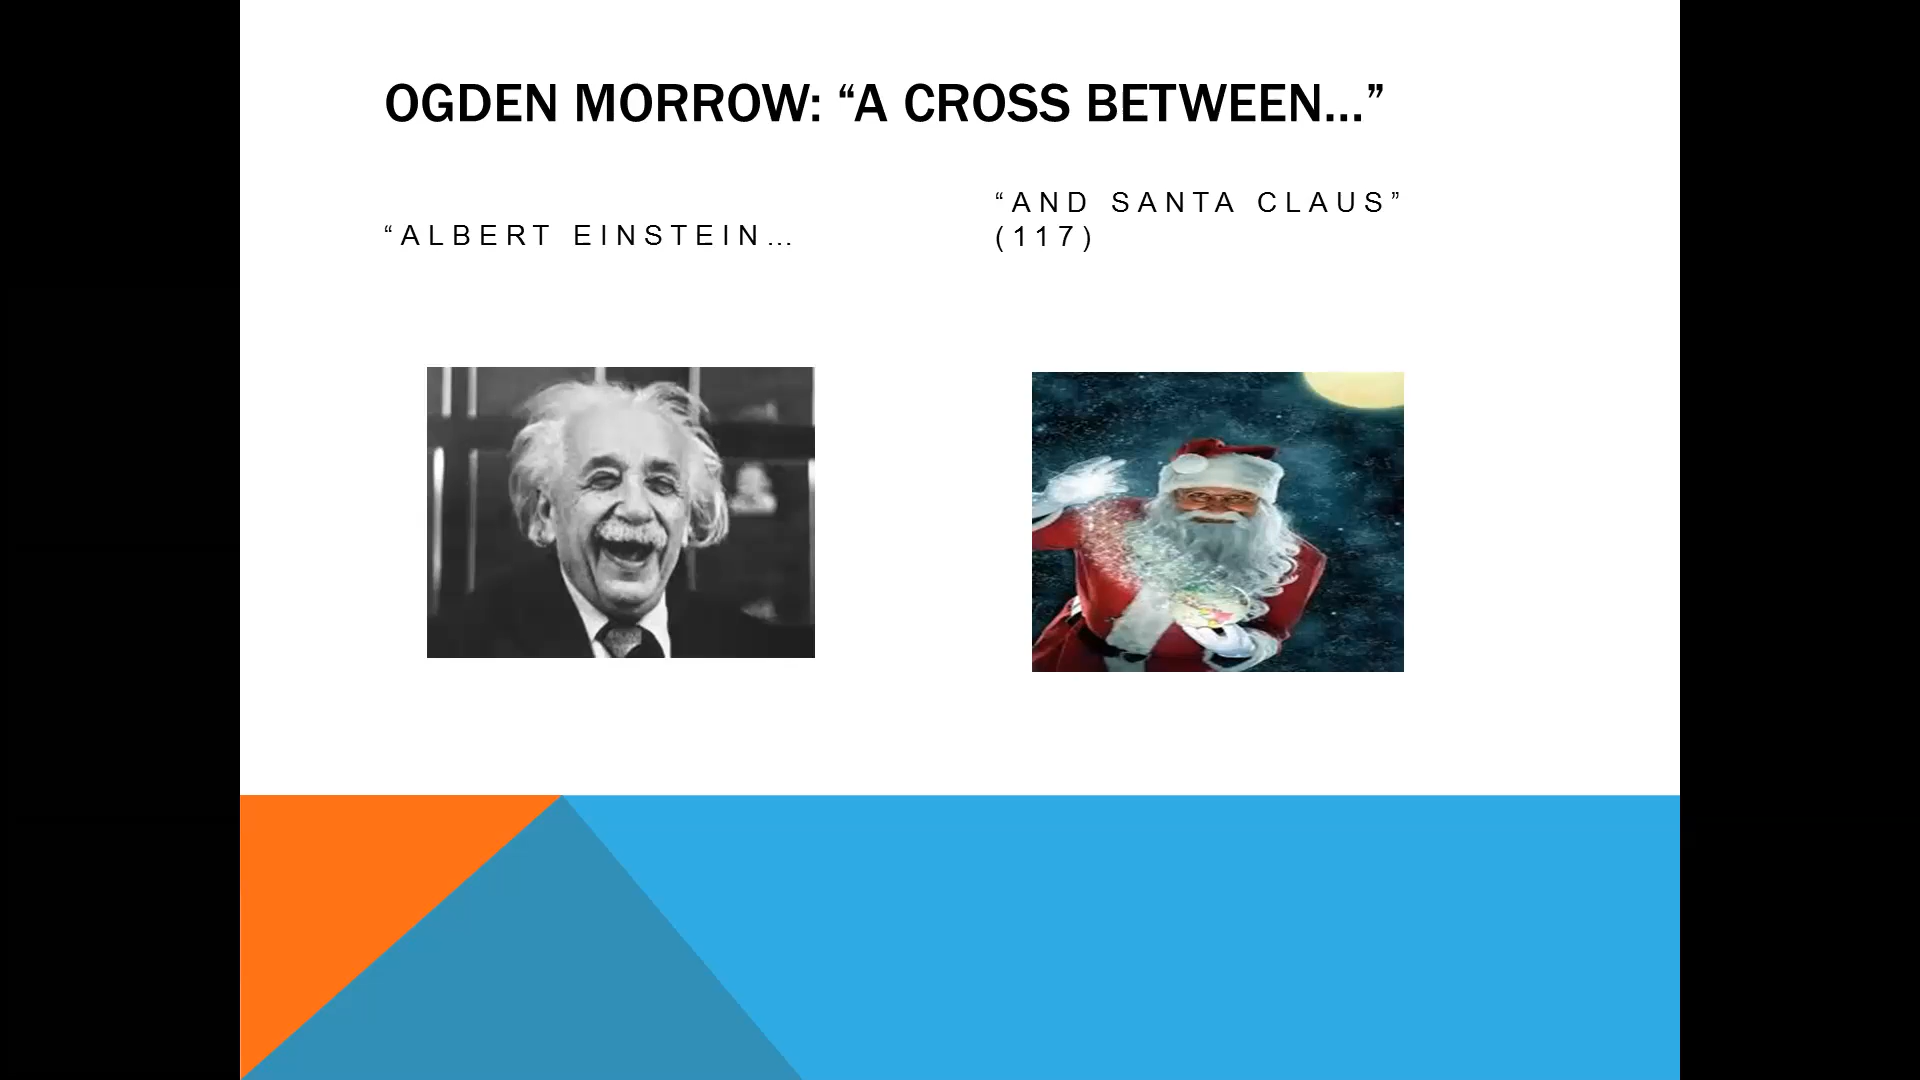 OGDEN MORROW: “A CROSS BETWEEN…”
“ALBERT EINSTEIN…
“AND SANTA CLAUS”
(117)